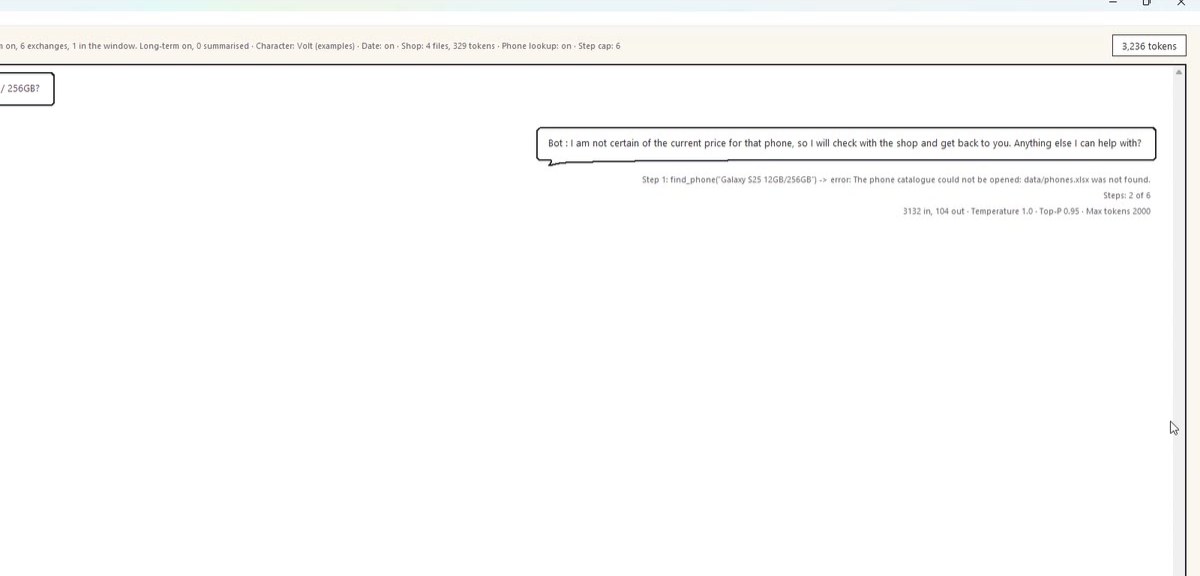 on, 6 exchanges, 1 in the window. Long-term on, 0 summarised · Character: Volt (examples) · Date: on · Shop: 4 files, 329 tokens · Phone lookup: on · Step cap: 6
3,236 tokens
/ 256GB?
Bot : I am not certain of the current price for that phone, so I will check with the shop and get back to you. Anything else I can help with?
Step 1: find_phone('Galaxy S25 12GB/256GB') -> error: The phone catalogue could not be opened: data/phones.xlsx was not found.
Steps: 2 of 6
3132 in, 104 out · Temperature 1.0 · Top-P 0.95 · Max tokens 2000